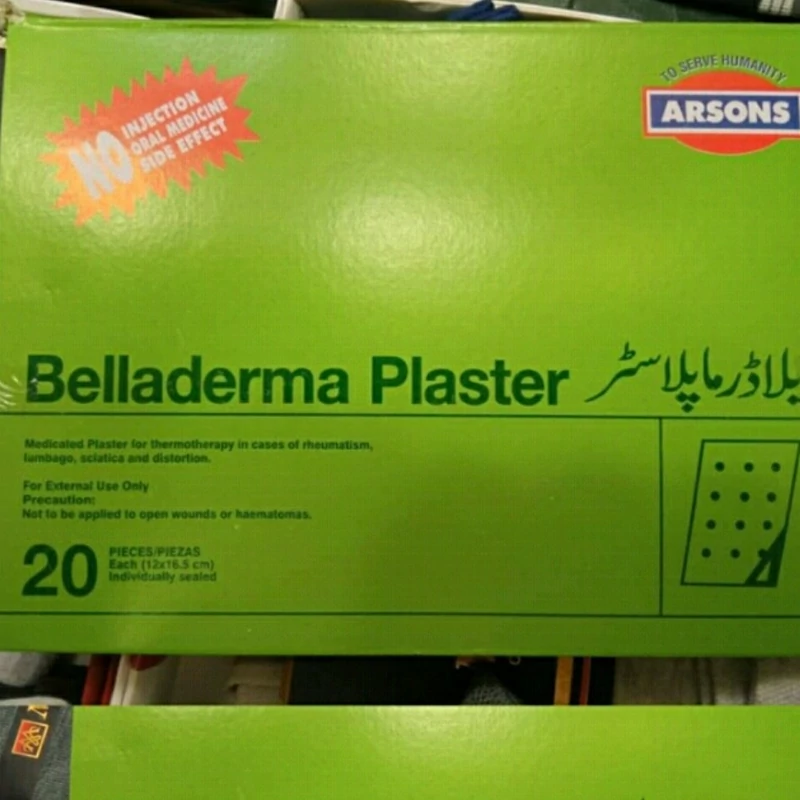 NO INJECTION
ORAL MEDICINE
SIDE EFFECT
TO SERVE HUMANITY
ARSONS
Belladerma Plaster بلاڈرما پلاسٹر
Medicated Plaster for thermotherapy in cases of rheumatism,
lumbago, sciatica and distortion.
For External Use Only
Precaution:
Not to be applied to open wounds or haematomas.
20 PIECES/PIEZAS
Each (12x16.5 cm)
Individually sealed